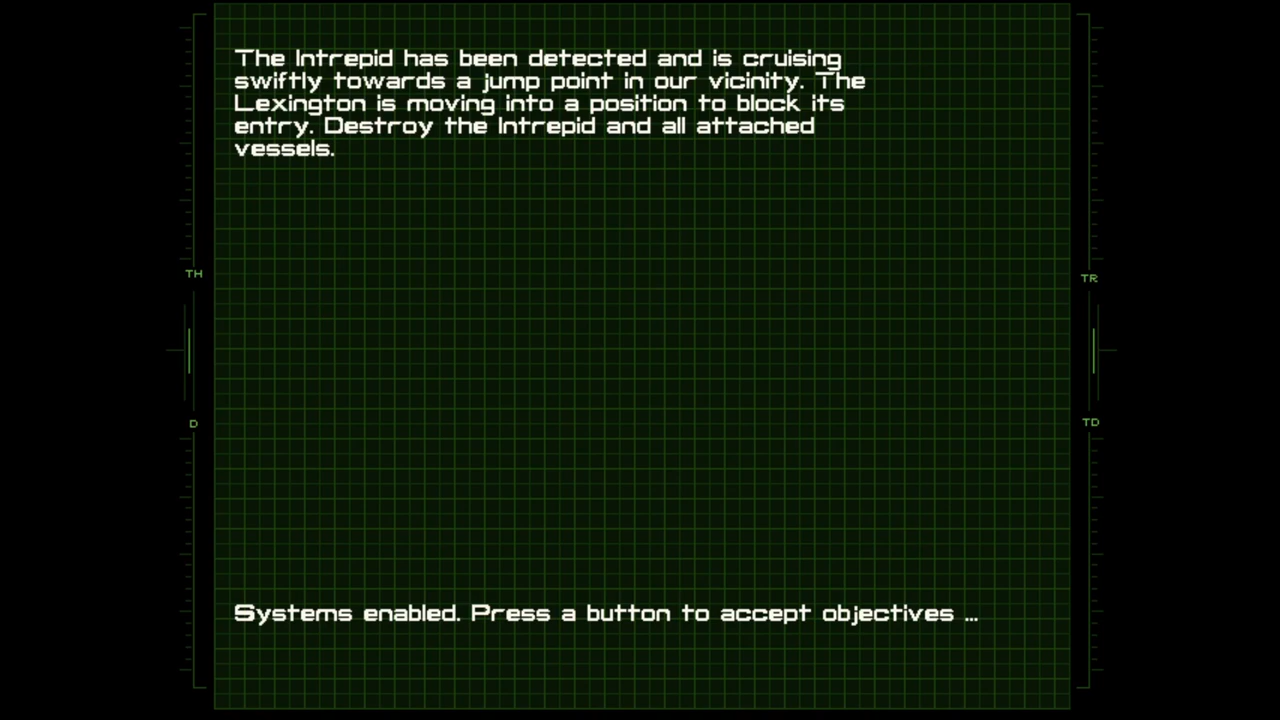 The Intrepid has been detected and is cruising
swiftly towards a jump point in our vicinity. The
Lexington is moving into a position to block its
entry. Destroy the Intrepid and all attached
vessels.
TH
TR
D
TD
Systems enabled. Press a button to accept objectives ...